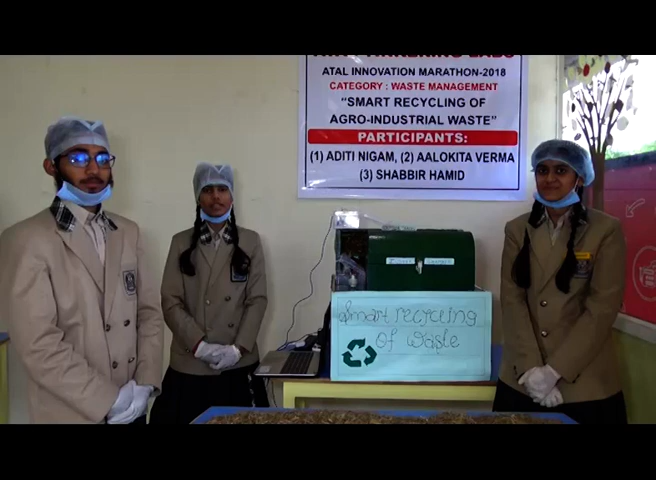 ATAL INNOVATION MARATHON-2018
CATEGORY : WASTE MANAGEMENT
“SMART RECYCLING OF
AGRO-INDUSTRIAL WASTE”
PARTICIPANTS:
(1) ADITI NIGAM, (2) AALOKITA VERMA
(3) SHABBIR HAMID
Smart recycling
of waste